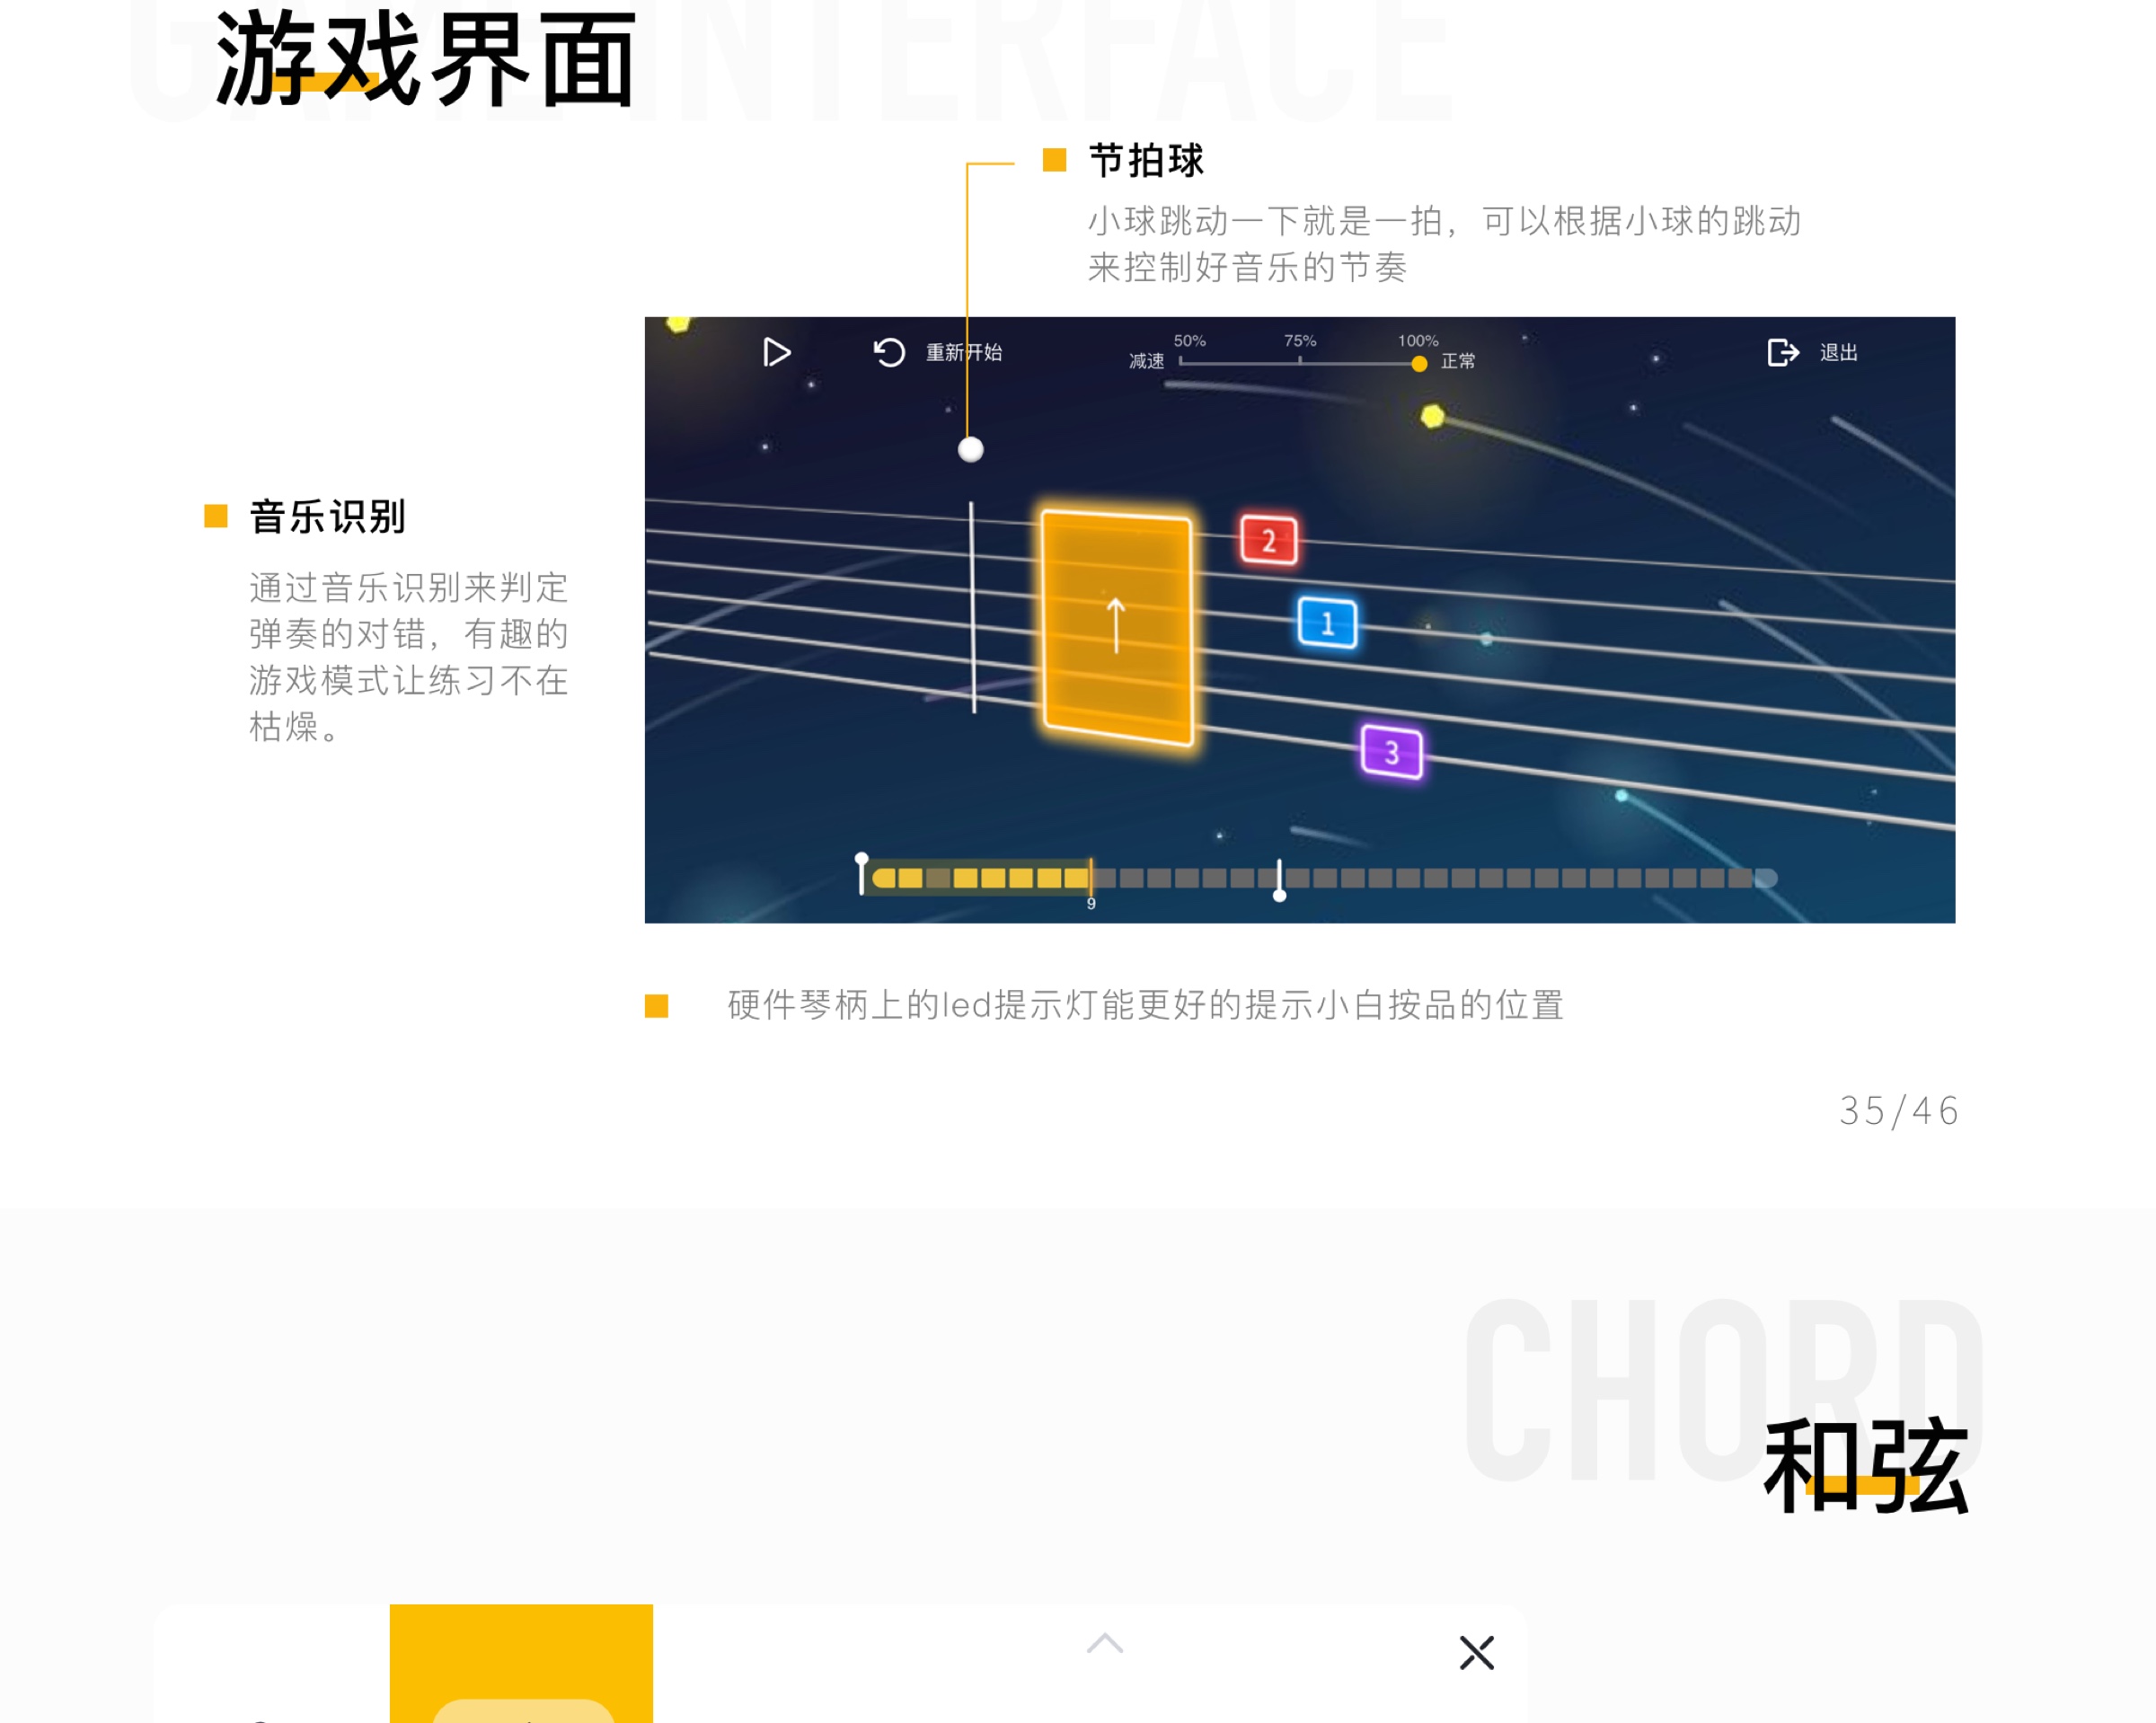 GAME INTERFACE
游戏界面
节拍球
小球跳动一下就是一拍，可以根据小球的跳动
来控制好音乐的节奏
重新开始
减速
50%
75%
100%
正常
退出
音乐识别
通过音乐识别来判定
弹奏的对错，有趣的
游戏模式让练习不在
枯燥。
2
1
3
9
硬件琴柄上的led提示灯能更好的提示小白按品的位置
35/46
CHORD
和弦